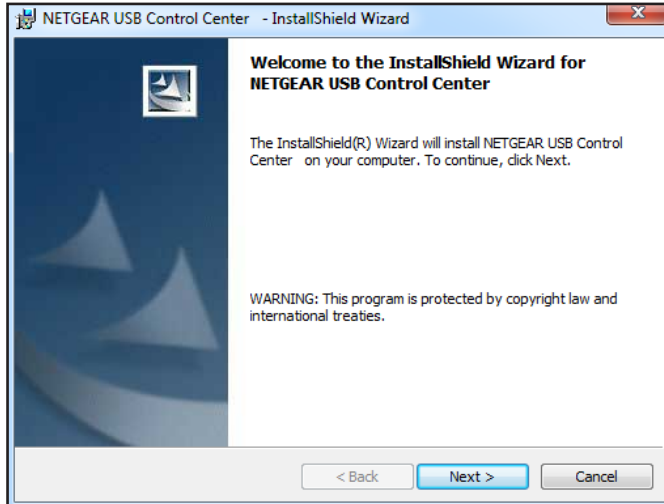 NETGEAR USB Control Center - InstallShield Wizard
Welcome to the InstallShield Wizard for
NETGEAR USB Control Center
The InstallShield(R) Wizard will install NETGEAR USB Control
Center on your computer. To continue, click Next.
WARNING: This program is protected by copyright law and
international treaties.
< Back Next > Cancel